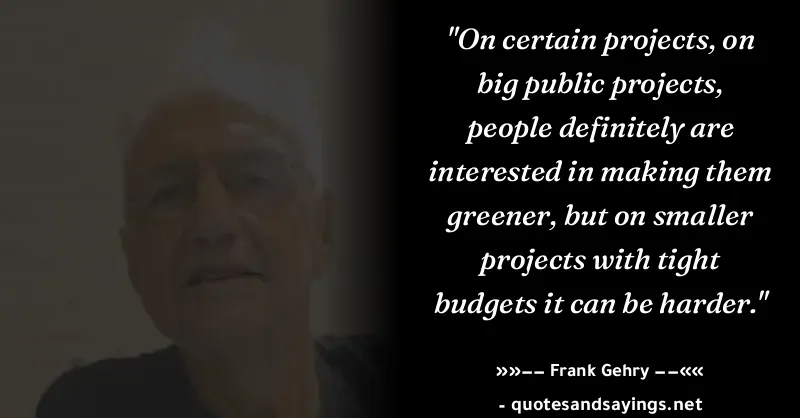 "On certain projects, on
big public projects,
people definitely are
interested in making them
greener, but on smaller
projects with tight
budgets it can be harder."
»»−− Frank Gehry −−««
- quotesandsayings.net